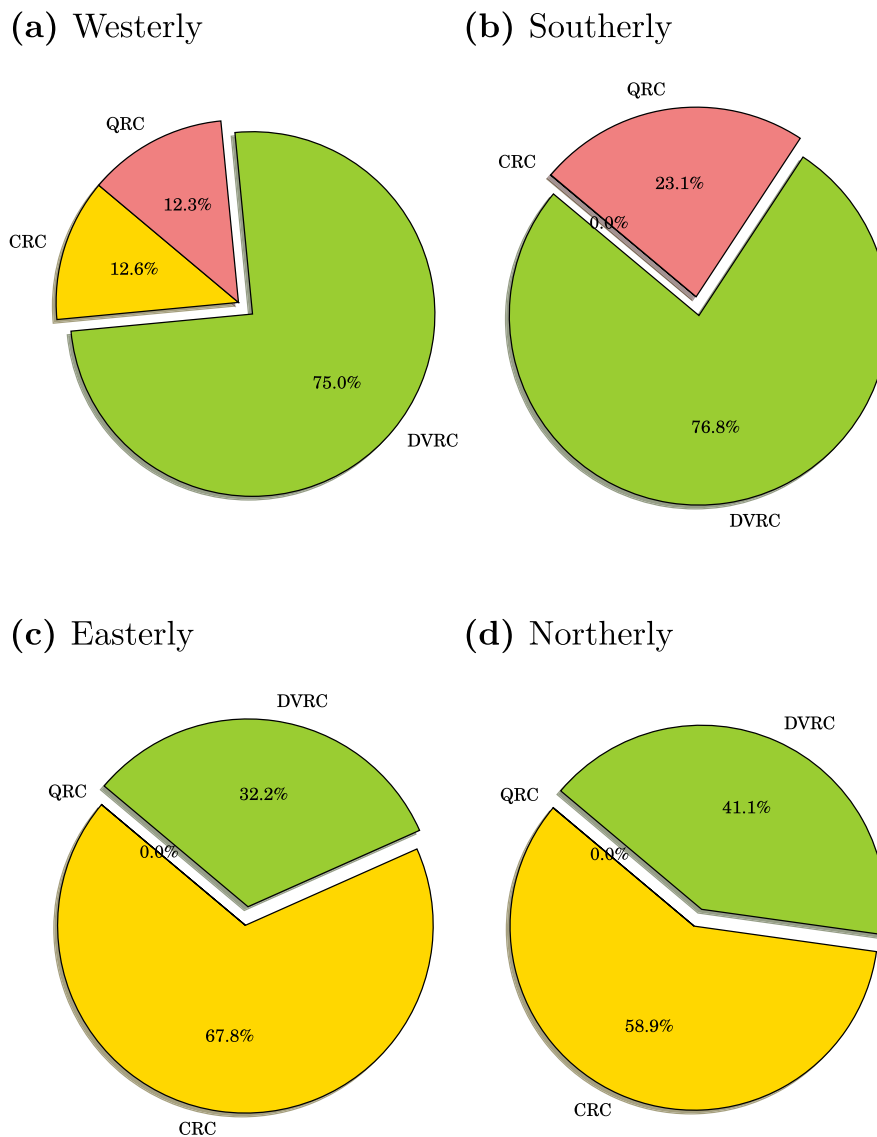 (a) Westerly
QRC
12.3%
CRC
12.6%
75.0%
DVRC
(b) Southerly
QRC
CRC
23.1%
0.0%
76.8%
DVRC
(c) Easterly
DVRC
QRC
32.2%
0.0%
67.8%
CRC
(d) Northerly
DVRC
QRC
41.1%
0.0%
58.9%
CRC